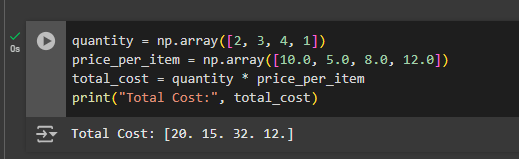 0s
quantity = np.array([2, 3, 4, 1])
price_per_item = np.array([10.0, 5.0, 8.0, 12.0])
total_cost = quantity * price_per_item
print("Total Cost:", total_cost)
Total Cost: [20. 15. 32. 12.]